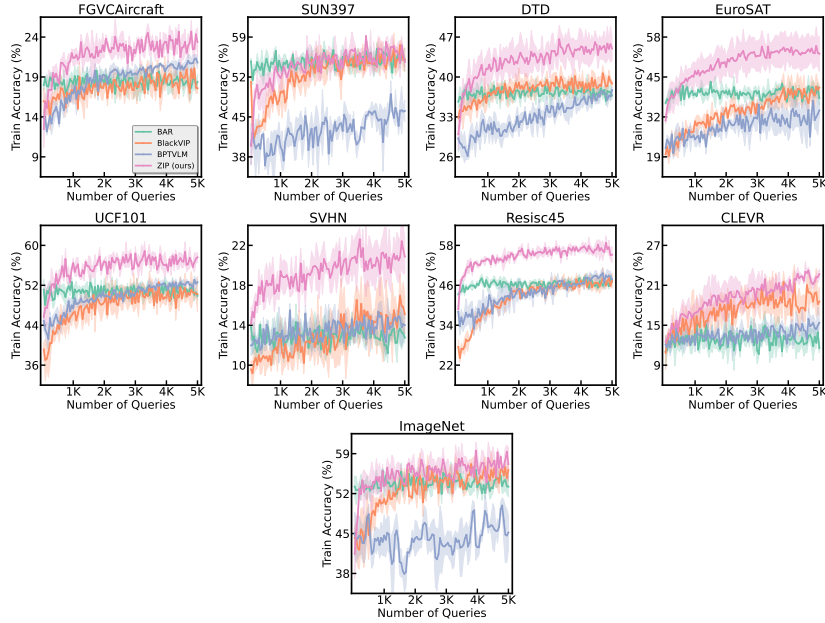 FGVCAircraft
Train Accuracy (%)
24
19
14
9
BAR
BlackVIP
BPTVLM
ZIP (ours)
1K 2K 3K 4K 5K
Number of Queries
SUN397
Train Accuracy (%)
59
52
45
38
1K 2K 3K 4K 5K
Number of Queries
DTD
Train Accuracy (%)
47
40
33
26
1K 2K 3K 4K 5K
Number of Queries
EuroSAT
Train Accuracy (%)
58
45
32
19
1K 2K 3K 4K 5K
Number of Queries
UCF101
Train Accuracy (%)
60
52
44
36
1K 2K 3K 4K 5K
Number of Queries
SVHN
Train Accuracy (%)
22
18
14
10
1K 2K 3K 4K 5K
Number of Queries
Resisc45
Train Accuracy (%)
58
46
34
22
1K 2K 3K 4K 5K
Number of Queries
CLEVR
Train Accuracy (%)
27
21
15
9
1K 2K 3K 4K 5K
Number of Queries
ImageNet
Train Accuracy (%)
59
52
45
38
1K 2K 3K 4K 5K
Number of Queries